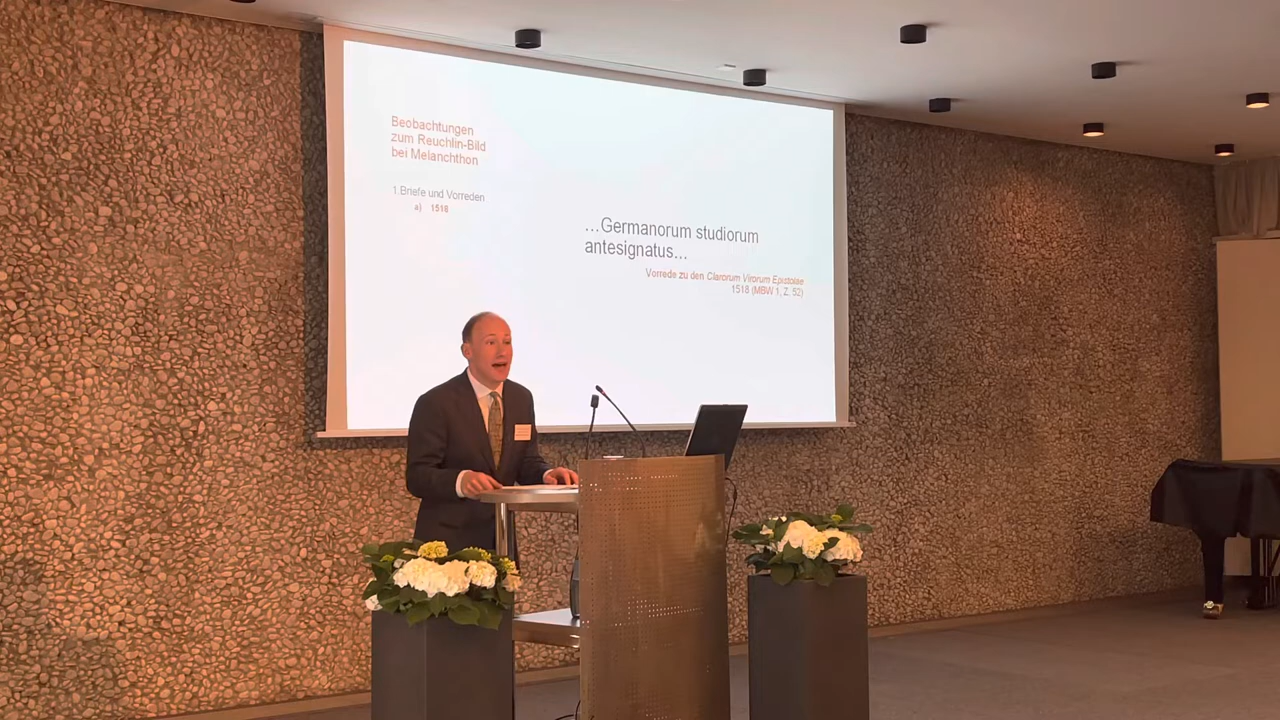 Beobachtungen
zum Reuchlin-Bild
bei Melanchthon
1.Briefe und Vorreden
a) 1518
…Germanorum studiorum
antesignatus…
Vorrede zu den Clarorum Virorum Epistolae
1518 (MBW 1, Z. 52)